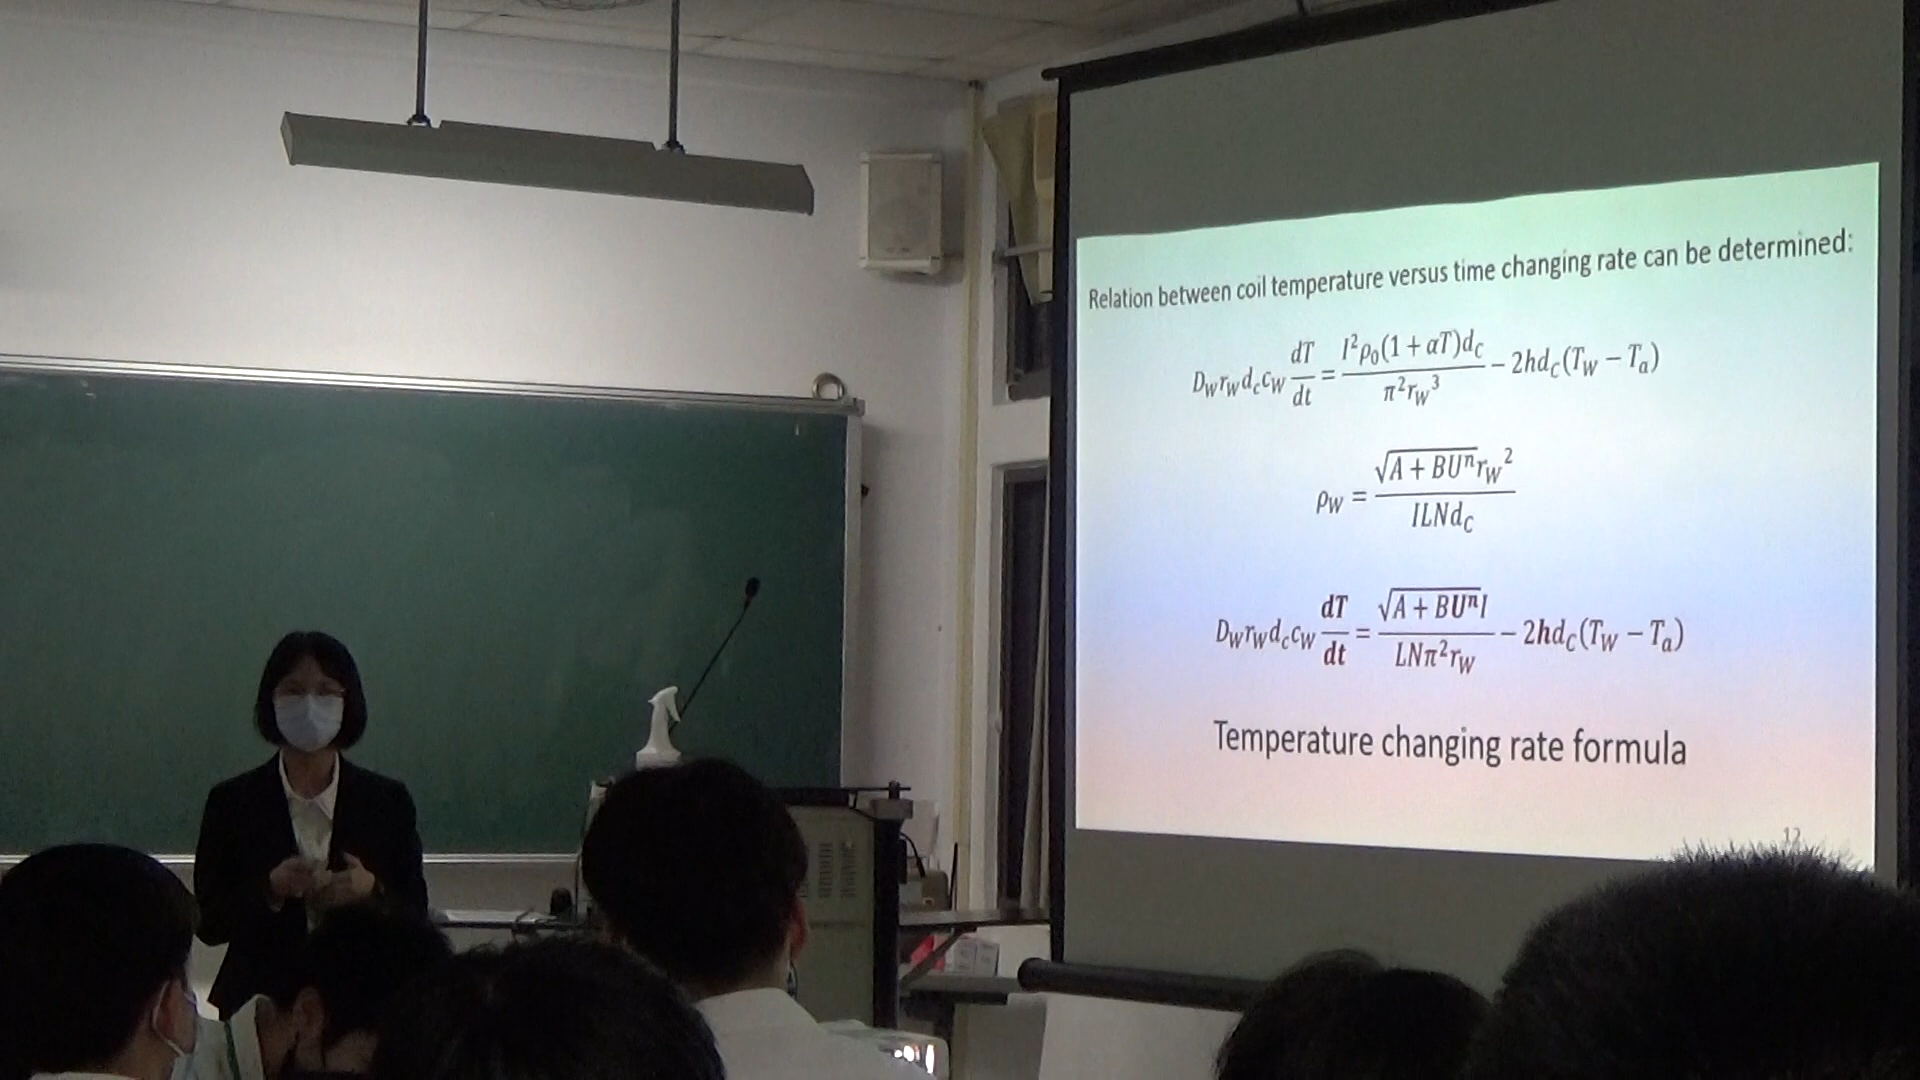 Relation between coil temperature versus time changing rate can be determined:
D_W r_W d_c c_W dT/dt = I²ρ₀(1 + αT)d_C / π²r_W³ − 2hd_C(T_W − T_a)
ρ_W = √(A + BUⁿ) r_W² / ILNd_C
D_W r_W d_c c_W dT/dt = √(A + BUⁿ) I / LNπ²r_W − 2hd_C(T_W − T_a)
Temperature changing rate formula
12